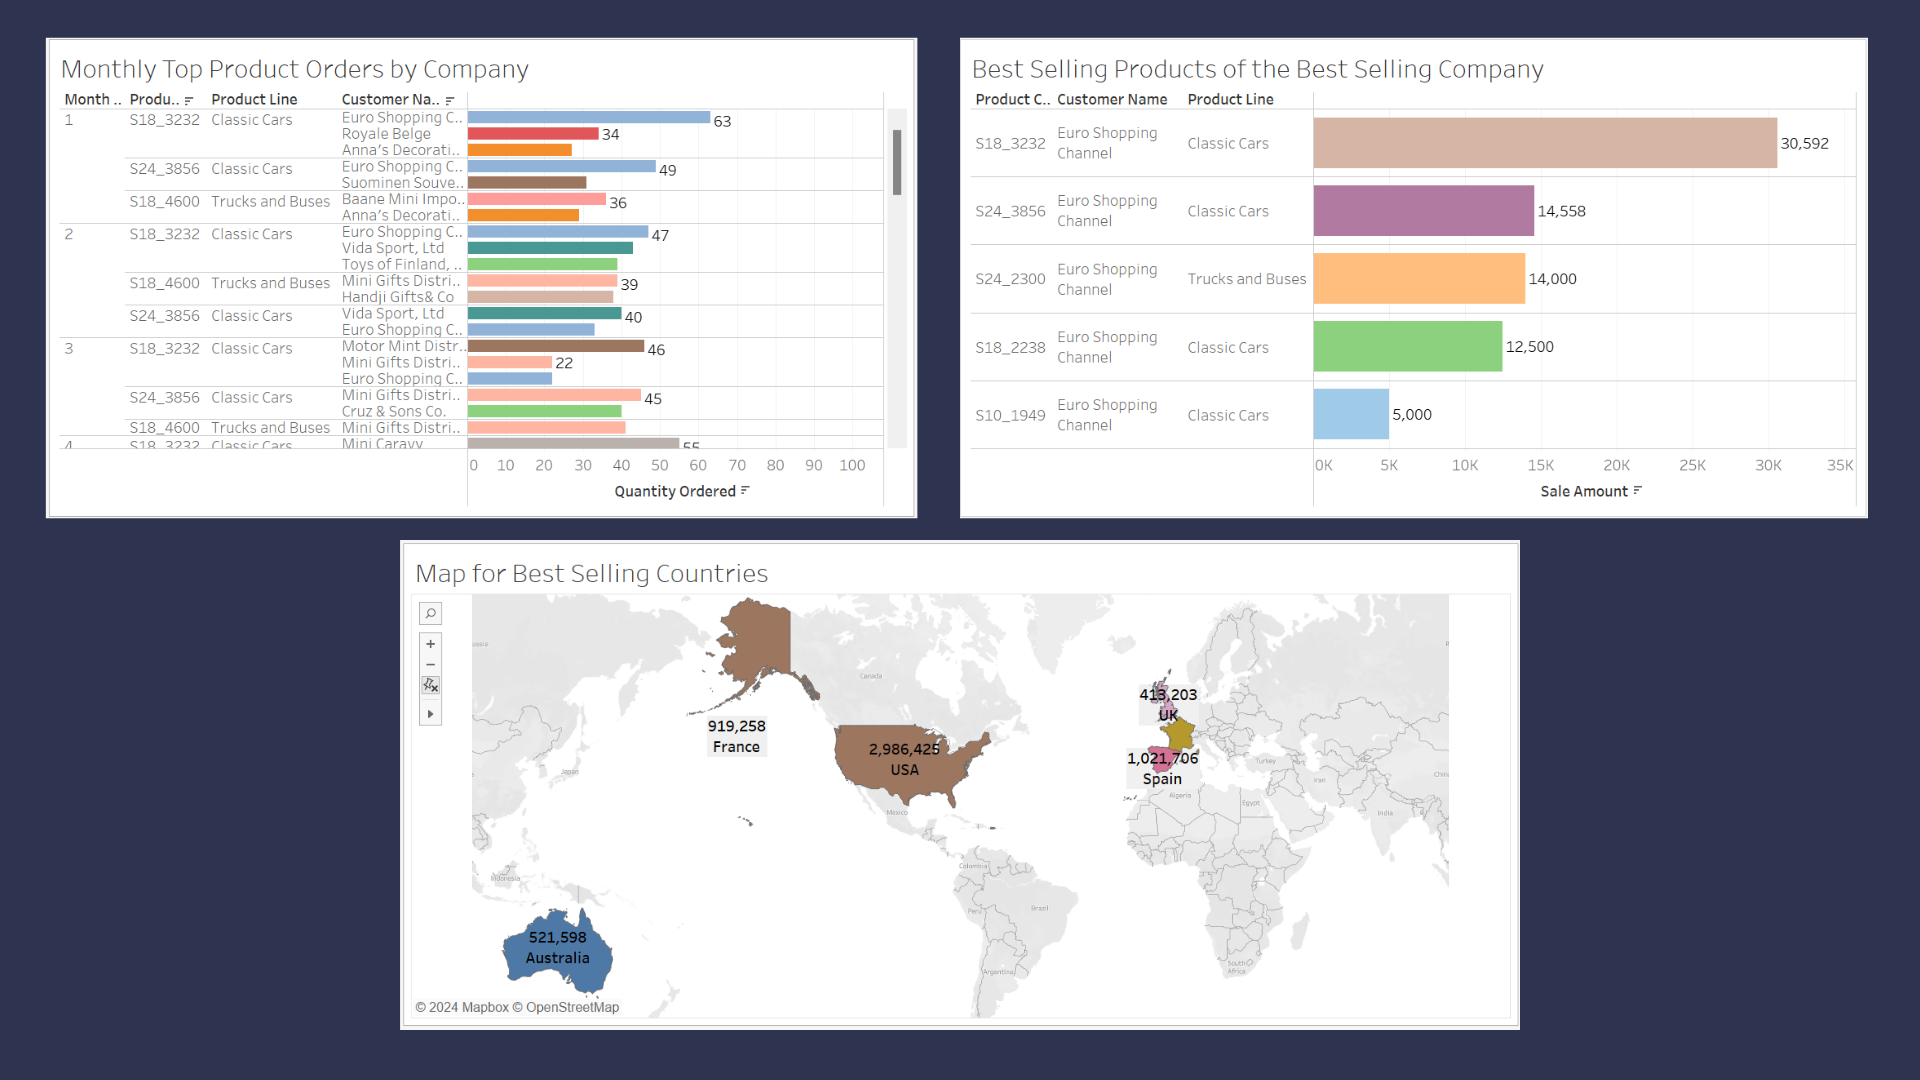 Monthly Top Product Orders by Company
Month .. Produ.. Product Line Customer Na..
1 S18_3232 Classic Cars Euro Shopping C.. 63
Royale Belge 34
Anna's Decorati..
S24_3856 Classic Cars Euro Shopping C.. 49
Suominen Souve..
S18_4600 Trucks and Buses Baane Mini Impo.. 36
Anna's Decorati..
2 S18_3232 Classic Cars Euro Shopping C.. 47
Vida Sport, Ltd
Toys of Finland, ..
S18_4600 Trucks and Buses Mini Gifts Distri.. 39
Handji Gifts& Co
S24_3856 Classic Cars Vida Sport, Ltd 40
Euro Shopping C..
3 S18_3232 Classic Cars Motor Mint Distr.. 46
Mini Gifts Distri.. 22
Euro Shopping C..
S24_3856 Classic Cars Mini Gifts Distri.. 45
Cruz & Sons Co.
S18_4600 Trucks and Buses Mini Gifts Distri..
4 S18_3232 Classic Cars Mini Caravy 55
0 10 20 30 40 50 60 70 80 90 100
Quantity Ordered
Best Selling Products of the Best Selling Company
Product C.. Customer Name Product Line
S18_3232 Euro Shopping Channel Classic Cars 30,592
S24_3856 Euro Shopping Channel Classic Cars 14,558
S24_2300 Euro Shopping Channel Trucks and Buses 14,000
S18_2238 Euro Shopping Channel Classic Cars 12,500
S10_1949 Euro Shopping Channel Classic Cars 5,000
0K 5K 10K 15K 20K 25K 30K 35K
Sale Amount
Map for Best Selling Countries
Canada
413,203
UK
919,258
France
2,986,425
USA
1,021,706
Spain
Turkey
Iran
Japan
Algeria
Egypt
India
Mexico
Colombia
Indonesia
Peru
Brazil
521,598
Australia
South
Africa
Argentina
© 2024 Mapbox © OpenStreetMap